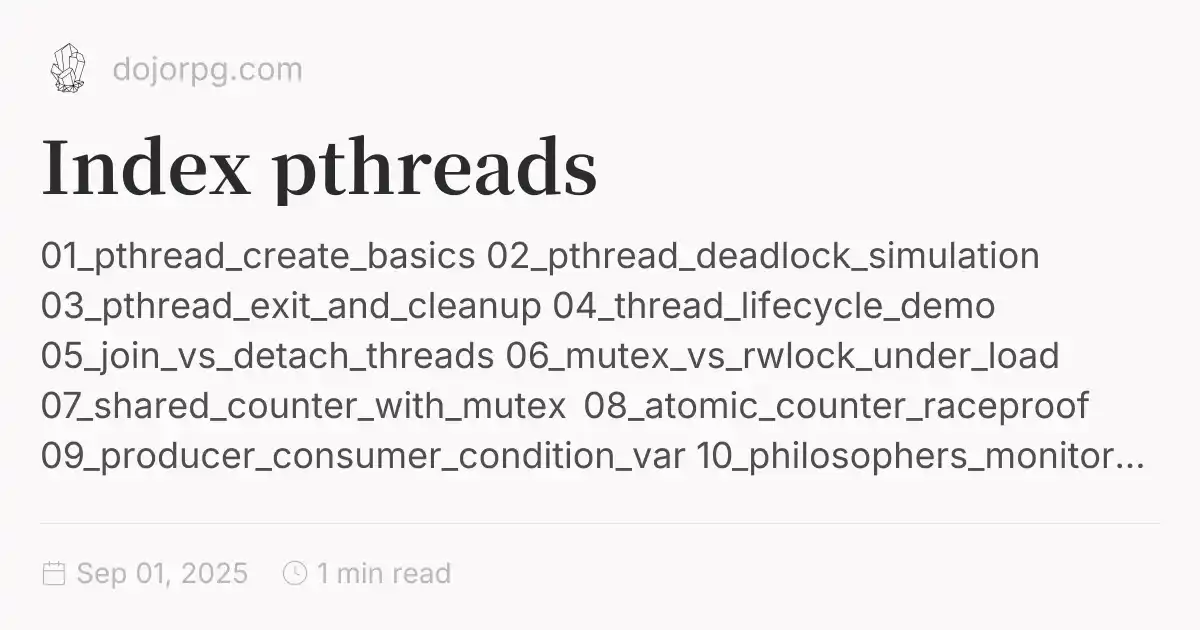 dojorpg.com
Index pthreads
01_pthread_create_basics 02_pthread_deadlock_simulation
03_pthread_exit_and_cleanup 04_thread_lifecycle_demo
05_join_vs_detach_threads 06_mutex_vs_rwlock_under_load
07_shared_counter_with_mutex 08_atomic_counter_raceproof
09_producer_consumer_condition_var 10_philosophers_monitor...
Sep 01, 2025 1 min read